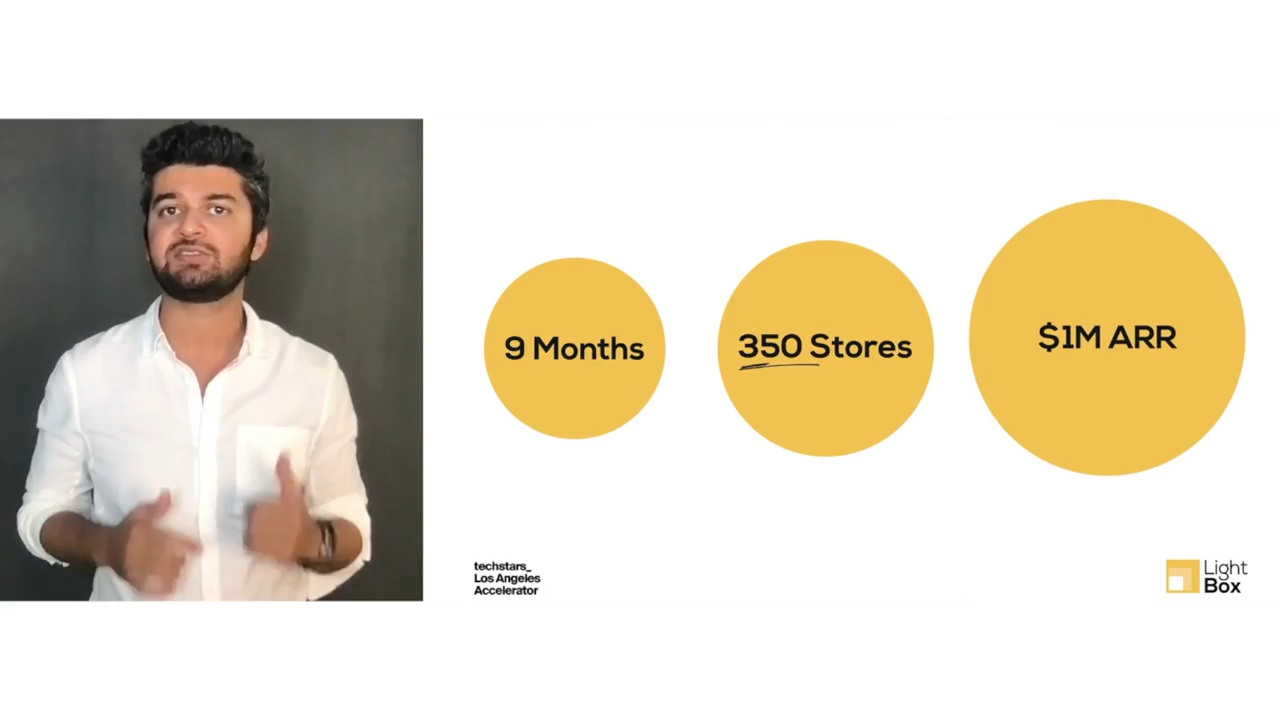 9 Months
350 Stores
$1M ARR
techstars_
Los Angeles
Accelerator
Light
Box